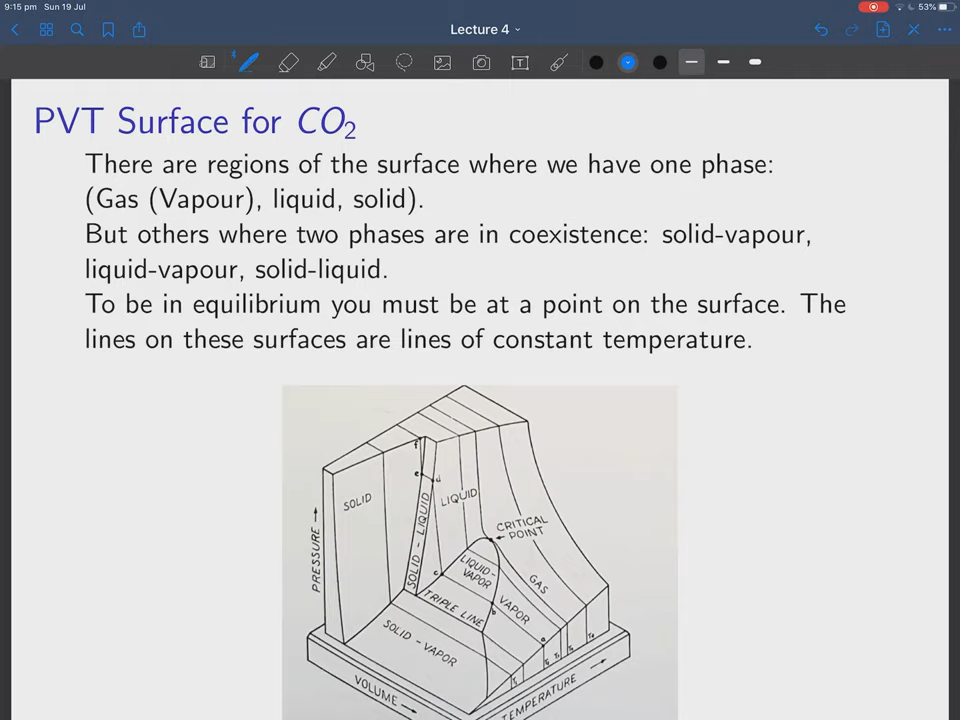 9:15 pm Sun 19 Jul
53%
Lecture 4
PVT Surface for CO₂
There are regions of the surface where we have one phase:
(Gas (Vapour), liquid, solid).
But others where two phases are in coexistence: solid-vapour,
liquid-vapour, solid-liquid.
To be in equilibrium you must be at a point on the surface. The
lines on these surfaces are lines of constant temperature.
f
e
d
SOLID
LIQUID
SOLID - LIQUID
PRESSURE →
CRITICAL
POINT
LIQUID-
VAPOR
c
GAS
TRIPLE LINE
VAPOR
b
a
SOLID - VAPOR
VOLUME →
TEMPERATURE →